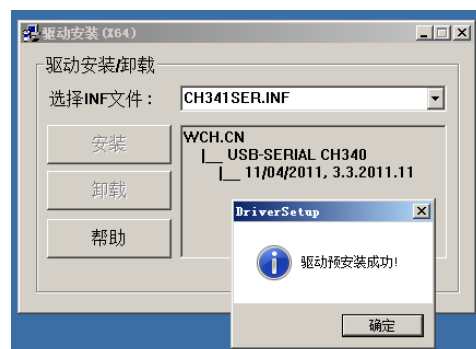 驱动安装(X64)
驱动安装/卸载
选择INF文件：
CH341SER.INF
安装
卸载
帮助
WCH.CN
|__ USB-SERIAL CH340
|__ 11/04/2011, 3.3.2011.11
DriverSetup
驱动预安装成功!
确定